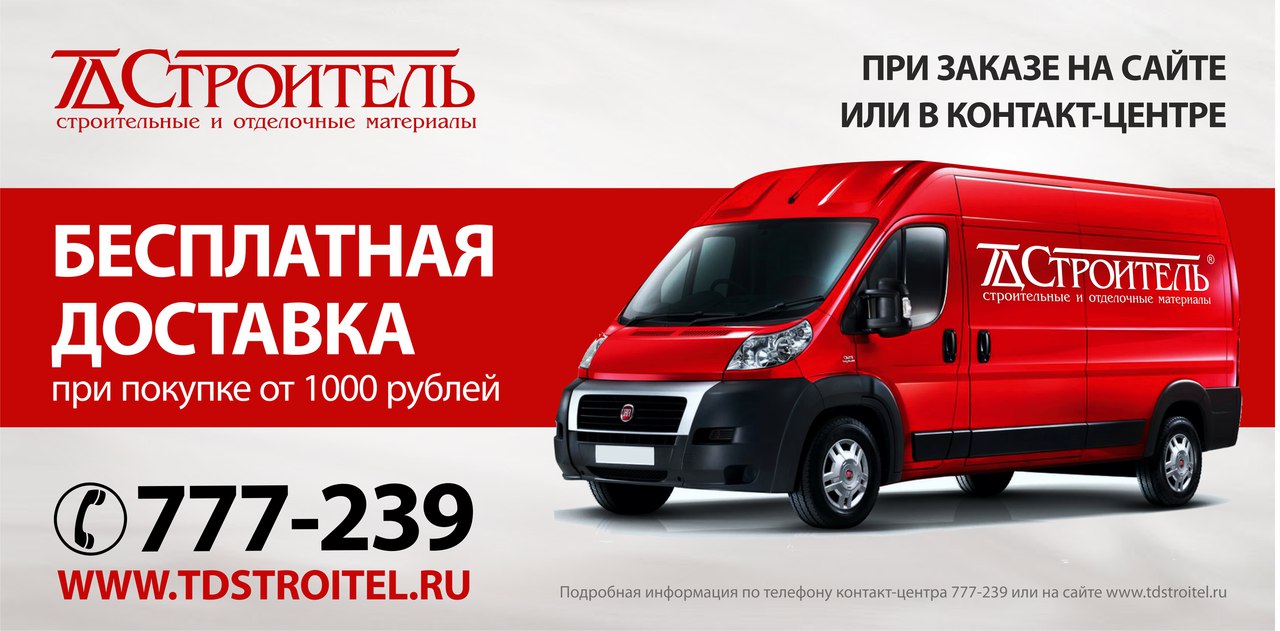 ТДСТРОИТЕЛЬ
строительные и отделочные материалы
ПРИ ЗАКАЗЕ НА САЙТЕ
ИЛИ В КОНТАКТ-ЦЕНТРЕ
БЕСПЛАТНАЯ
ДОСТАВКА
при покупке от 1000 рублей
ТДСТРОИТЕЛЬ®
строительные и отделочные материалы
777-239
WWW.TDSTROITEL.RU
Подробная информация по телефону контакт-центра 777-239 или на сайте www.tdstroitel.ru